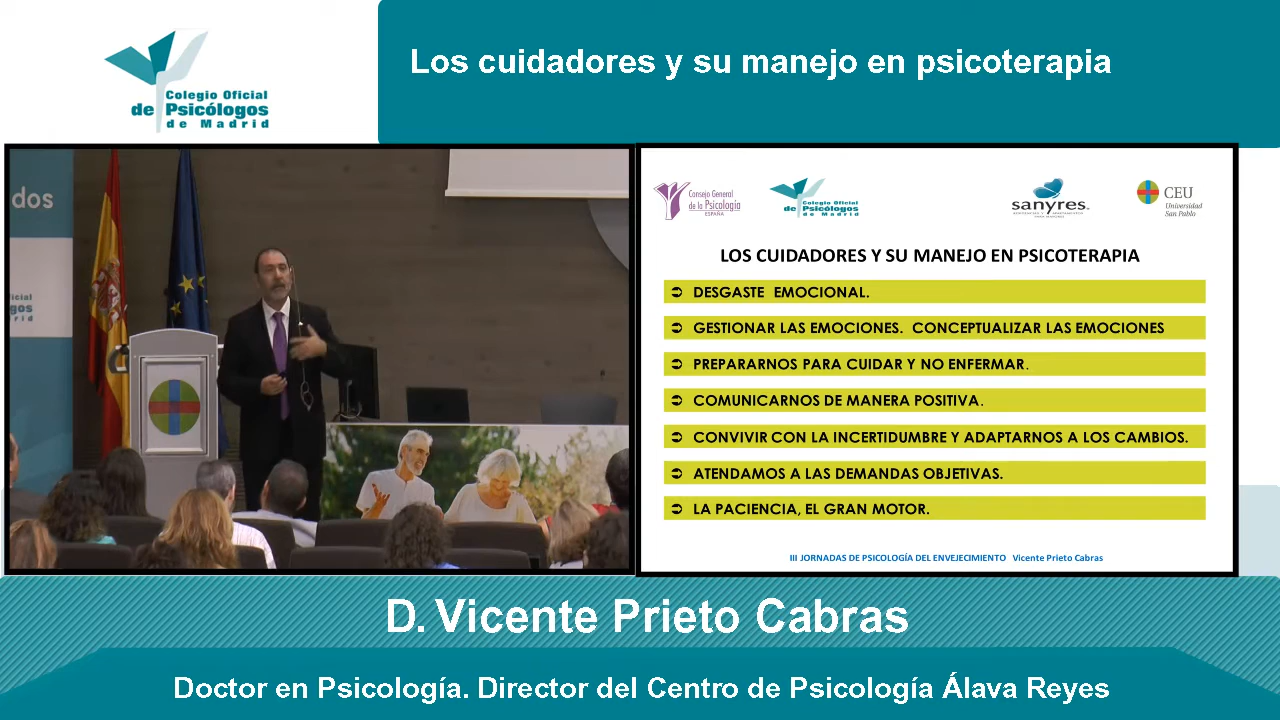 Colegio Oficial
de Psicólogos
de Madrid
Los cuidadores y su manejo en psicoterapia
dos
icial
gos
rid
Consejo General
de la Psicología
ESPAÑA
Colegio Oficial
de Psicólogos
de Madrid
sanyres.
CEU
Universidad
San Pablo
LOS CUIDADORES Y SU MANEJO EN PSICOTERAPIA
➲ DESGASTE EMOCIONAL.
➲ GESTIONAR LAS EMOCIONES. CONCEPTUALIZAR LAS EMOCIONES
➲ PREPARARNOS PARA CUIDAR Y NO ENFERMAR.
➲ COMUNICARNOS DE MANERA POSITIVA.
➲ CONVIVIR CON LA INCERTIDUMBRE Y ADAPTARNOS A LOS CAMBIOS.
➲ ATENDAMOS A LAS DEMANDAS OBJETIVAS.
➲ LA PACIENCIA, EL GRAN MOTOR.
III JORNADAS DE PSICOLOGÍA DEL ENVEJECIMIENTO Vicente Prieto Cabras
D. Vicente Prieto Cabras
Doctor en Psicología. Director del Centro de Psicología Álava Reyes